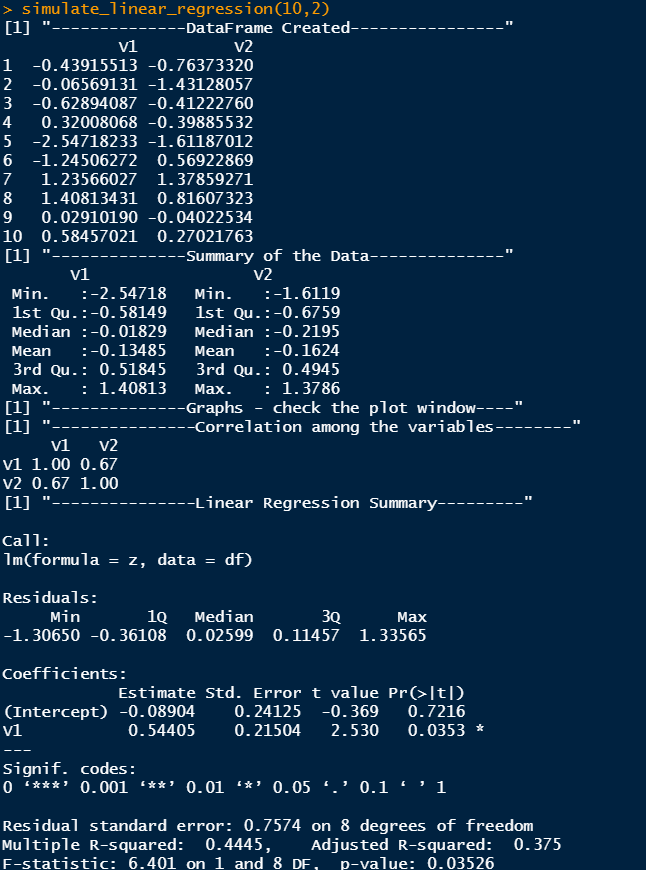 > simulate_linear_regression(10,2)
[1] "--------------DataFrame Created----------------"
            v1          v2
1  -0.43915513 -0.76373320
2  -0.06569131 -1.43128057
3  -0.62894087 -0.41222760
4   0.32008068 -0.39885532
5  -2.54718233 -1.61187012
6  -1.24506272  0.56922869
7   1.23566027  1.37859271
8   1.40813431  0.81607323
9   0.02910190 -0.04022534
10  0.58457021  0.27021763
[1] "--------------Summary of the Data--------------"
       v1                 v2
 Min.   :-2.54718   Min.   :-1.6119
 1st Qu.:-0.58149   1st Qu.:-0.6759
 Median :-0.01829   Median :-0.2195
 Mean   :-0.13485   Mean   :-0.1624
 3rd Qu.: 0.51845   3rd Qu.: 0.4945
 Max.   : 1.40813   Max.   : 1.3786
[1] "--------------Graphs - check the plot window----"
[1] "---------------Correlation among the variables--------"
     v1   v2
v1 1.00 0.67
v2 0.67 1.00
[1] "---------------Linear Regression Summary---------"

Call:
lm(formula = z, data = df)

Residuals:
     Min       1Q   Median       3Q      Max
-1.30650 -0.36108  0.02599  0.11457  1.33565

Coefficients:
            Estimate Std. Error t value Pr(>|t|)
(Intercept) -0.08904    0.24125  -0.369   0.7216
v1           0.54405    0.21504   2.530   0.0353 *
---
Signif. codes:
0 ‘***’ 0.001 ‘**’ 0.01 ‘*’ 0.05 ‘.’ 0.1 ‘ ’ 1

Residual standard error: 0.7574 on 8 degrees of freedom
Multiple R-squared:  0.4445,    Adjusted R-squared:  0.375
F-statistic: 6.401 on 1 and 8 DF,  p-value: 0.03526